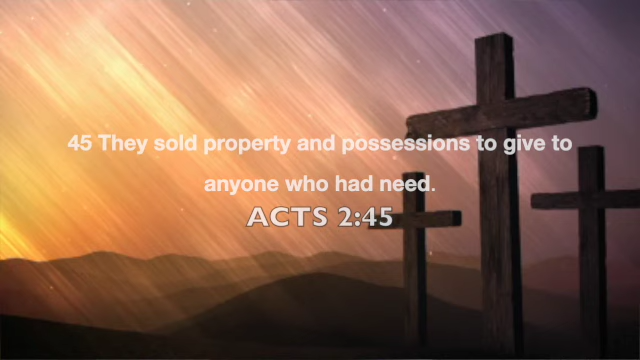 45 They sold property and possessions to give to
anyone who had need.
ACTS 2:45